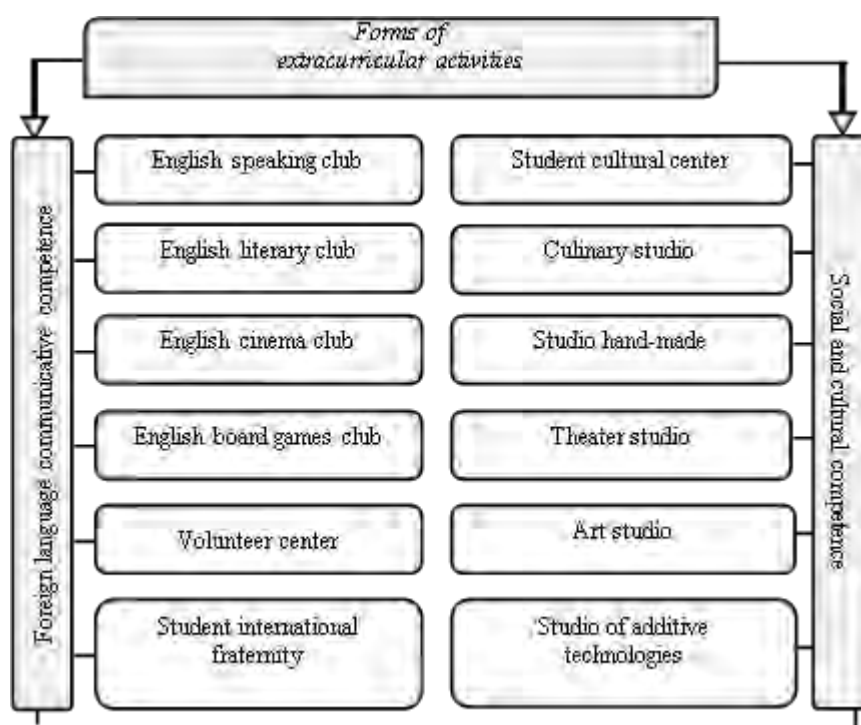 Forms of
extracurricular activities
Foreign language communicative competence
English speaking club
English literary club
English cinema club
English board games club
Volunteer center
Student international
fraternity
Student cultural center
Culinary studio
Studio hand-made
Theater studio
Art studio
Studio of additive
technologies
Social and cultural competence